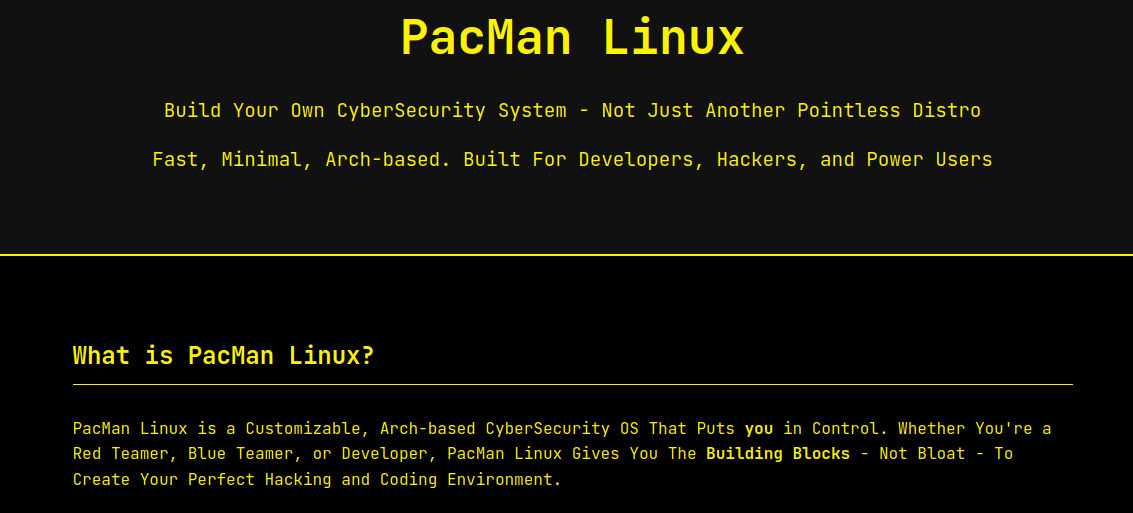 PacMan Linux
Build Your Own CyberSecurity System - Not Just Another Pointless Distro
Fast, Minimal, Arch-based. Built For Developers, Hackers, and Power Users
What is PacMan Linux?
PacMan Linux is a Customizable, Arch-based CyberSecurity OS That Puts you in Control. Whether You're a
Red Teamer, Blue Teamer, or Developer, PacMan Linux Gives You The Building Blocks - Not Bloat - To
Create Your Perfect Hacking and Coding Environment.